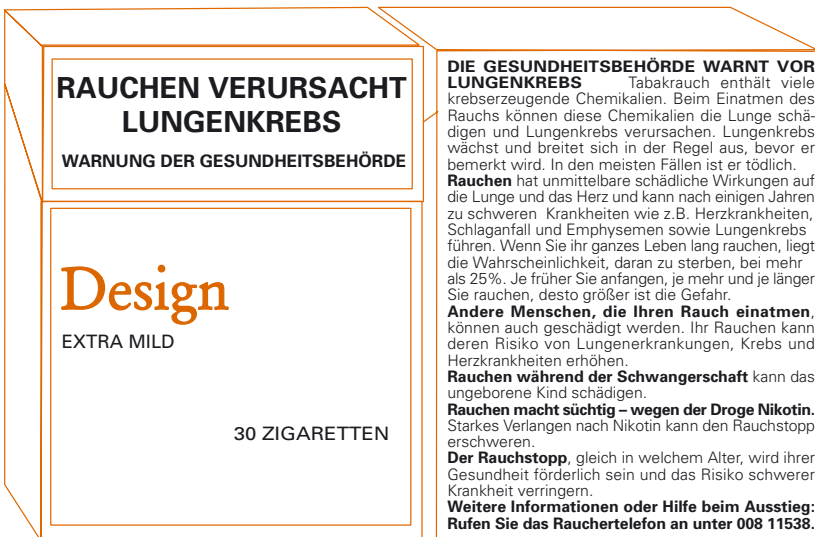 RAUCHEN VERURSACHT
LUNGENKREBS
WARNUNG DER GESUNDHEITSBEHÖRDE
Design
EXTRA MILD
30 ZIGARETTEN
DIE GESUNDHEITSBEHÖRDE WARNT VOR
LUNGENKREBS Tabakrauch enthält viele
krebserzeugende Chemikalien. Beim Einatmen des
Rauchs können diese Chemikalien die Lunge schä-
digen und Lungenkrebs verursachen. Lungenkrebs
wächst und breitet sich in der Regel aus, bevor er
bemerkt wird. In den meisten Fällen ist er tödlich.
Rauchen hat unmittelbare schädliche Wirkungen auf
die Lunge und das Herz und kann nach einigen Jahren
zu schweren Krankheiten wie z.B. Herzkrankheiten,
Schlaganfall und Emphysemen sowie Lungenkrebs
führen. Wenn Sie ihr ganzes Leben lang rauchen, liegt
die Wahrscheinlichkeit, daran zu sterben, bei mehr
als 25%. Je früher Sie anfangen, je mehr und je länger
Sie rauchen, desto größer ist die Gefahr.
Andere Menschen, die Ihren Rauch einatmen,
können auch geschädigt werden. Ihr Rauchen kann
deren Risiko von Lungenerkrankungen, Krebs und
Herzkrankheiten erhöhen.
Rauchen während der Schwangerschaft kann das
ungeborene Kind schädigen.
Rauchen macht süchtig – wegen der Droge Nikotin.
Starkes Verlangen nach Nikotin kann den Rauchstopp
erschweren.
Der Rauchstopp, gleich in welchem Alter, wird ihrer
Gesundheit förderlich sein und das Risiko schwerer
Krankheit verringern.
Weitere Informationen oder Hilfe beim Ausstieg:
Rufen Sie das Rauchertelefon an unter 008 11538.